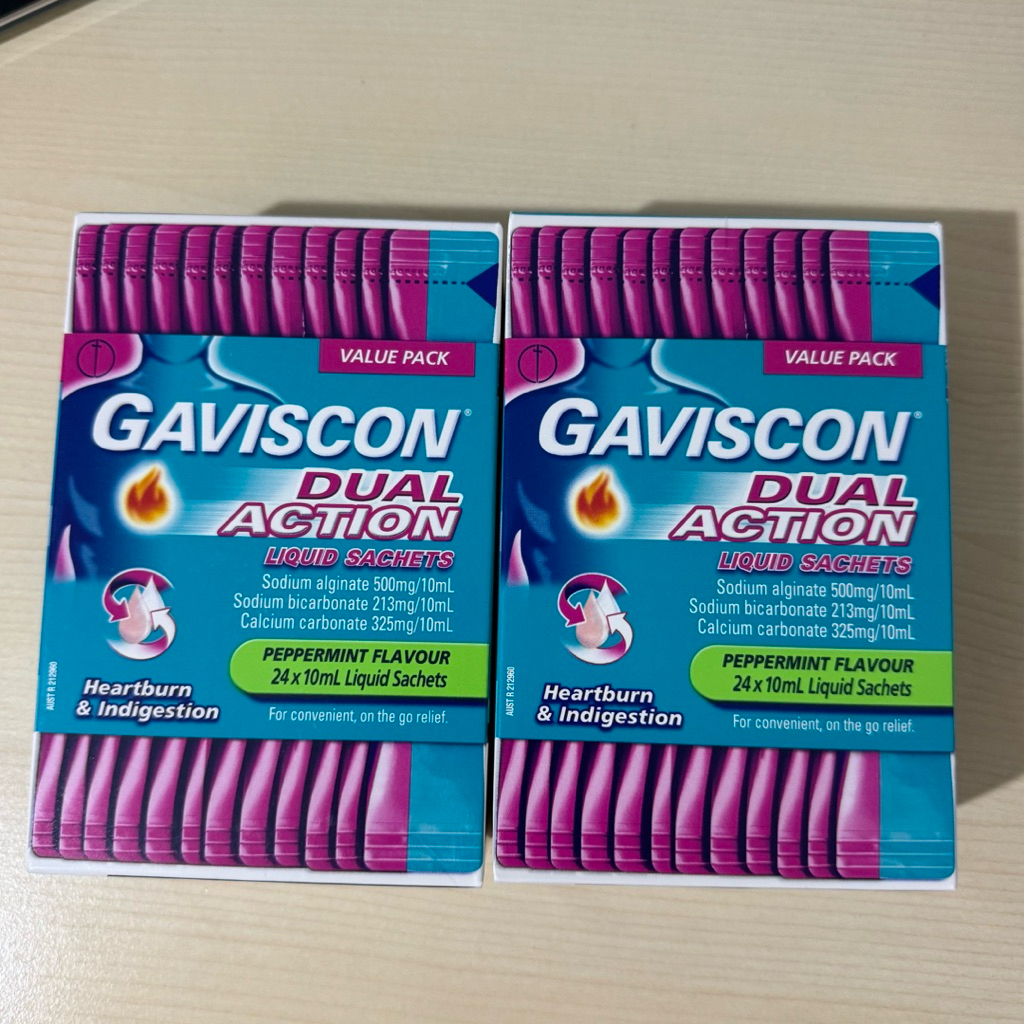 VALUE PACK
GAVISCON®
DUAL
ACTION
LIQUID SACHETS
Sodium alginate 500mg/10mL
Sodium bicarbonate 213mg/10mL
Calcium carbonate 325mg/10mL
PEPPERMINT FLAVOUR
24 x 10mL Liquid Sachets
Heartburn
& Indigestion
For convenient, on the go relief.
AUST R 212960
VALUE PACK
GAVISCON®
DUAL
ACTION
LIQUID SACHETS
Sodium alginate 500mg/10mL
Sodium bicarbonate 213mg/10mL
Calcium carbonate 325mg/10mL
PEPPERMINT FLAVOUR
24 x 10mL Liquid Sachets
Heartburn
& Indigestion
For convenient, on the go relief.
AUST R 212960